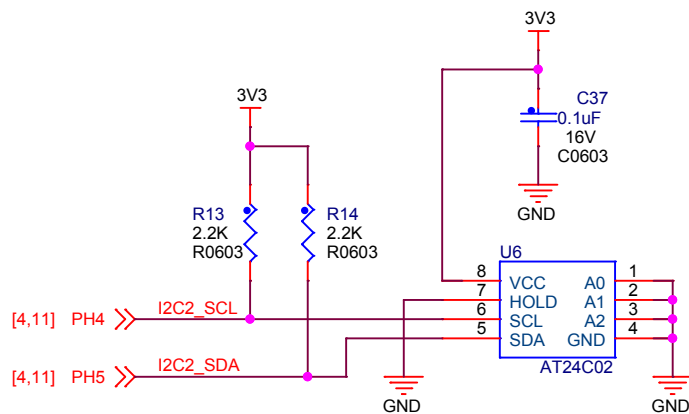 3V3
C37
0.1uF
16V
C0603
GND
3V3
R13
2.2K
R0603
R14
2.2K
R0603
U6
8 VCC A0 1
7 HOLD A1 2
6 SCL A2 3
5 SDA GND 4
AT24C02
[4,11] PH4 I2C2_SCL
[4,11] PH5 I2C2_SDA
GND
GND